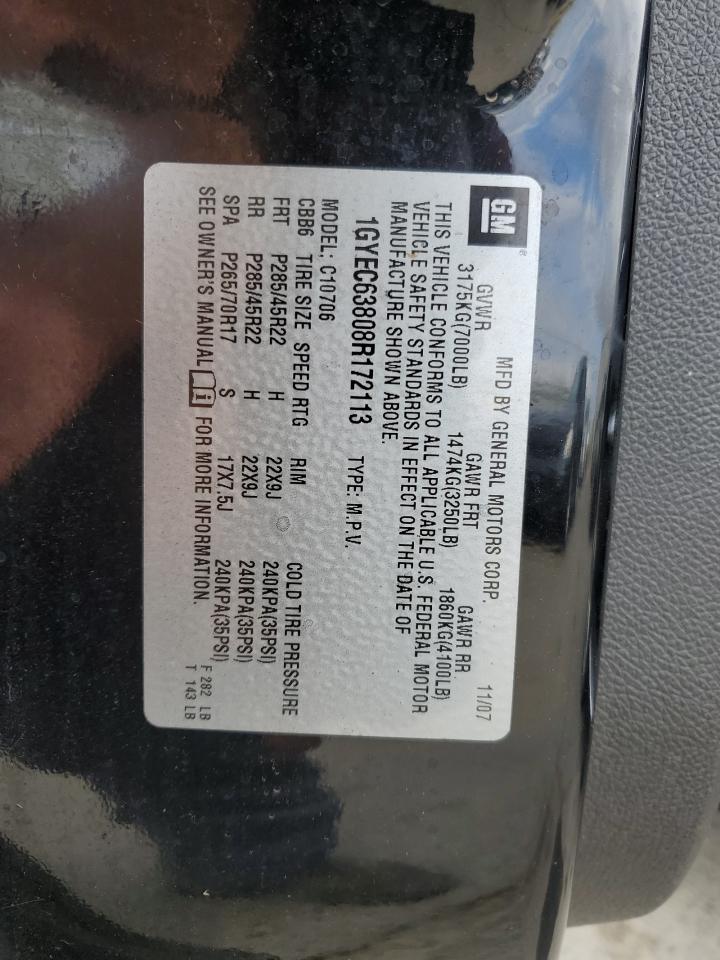 GM®
MFD BY GENERAL MOTORS CORP. 11/07
GVWR GAWR FRT GAWR RR
3175KG(7000LB) 1474KG(3250LB) 1860KG(4100LB)
THIS VEHICLE CONFORMS TO ALL APPLICABLE U.S. FEDERAL MOTOR
VEHICLE SAFETY STANDARDS IN EFFECT ON THE DATE OF
MANUFACTURE SHOWN ABOVE.
1GYEC63808R172113 TYPE: M.P.V.
MODEL: C10706
CBB6 TIRE SIZE SPEED RTG RIM COLD TIRE PRESSURE
FRT P285/45R22 H 22X9J 240KPA(35PSI)
RR P285/45R22 H 22X9J 240KPA(35PSI)
SPA P265/70R17 S 17X7.5J 240KPA(35PSI)
SEE OWNER'S MANUAL FOR MORE INFORMATION.
F 282 LB
T 143 LB